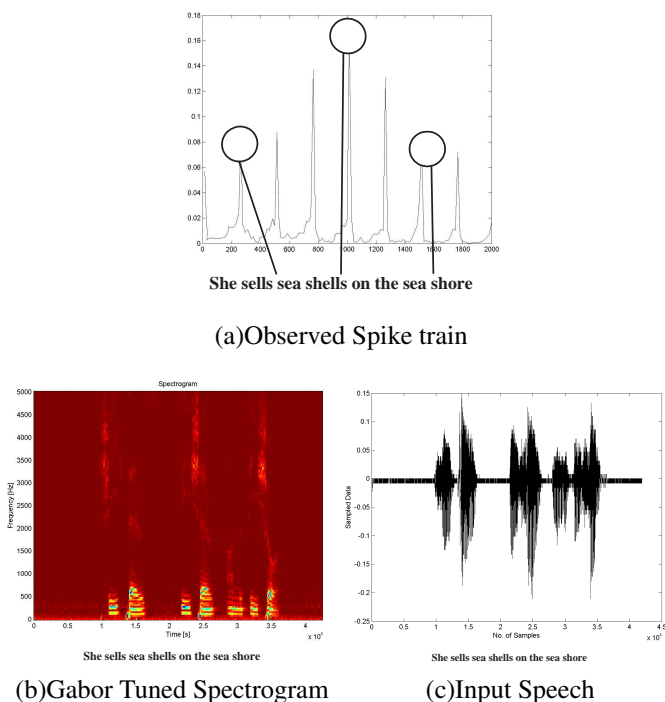 0.18
0.16
0.14
0.12
0.1
0.08
0.06
0.04
0.02
0
0 200 400 600 800 1000 1200 1400 1600 1800 2000
She sells sea shells on the sea shore
(a)Observed Spike train
Spectrogram
5000
4500
4000
3500
3000
2500
2000
1500
1000
500
0
Frequency [Hz]
0 0.5 1 1.5 2 2.5 3 3.5 4
Time [s]
x 10⁴
She sells sea shells on the sea shore
(b)Gabor Tuned Spectrogram
0.15
0.1
0.05
0
-0.05
-0.1
-0.15
-0.2
-0.25
Sampled Data
0 0.5 1 1.5 2 2.5 3 3.5 4 4.5
No. of Samples
x 10⁴
She sells sea shells on the sea shore
(c)Input Speech